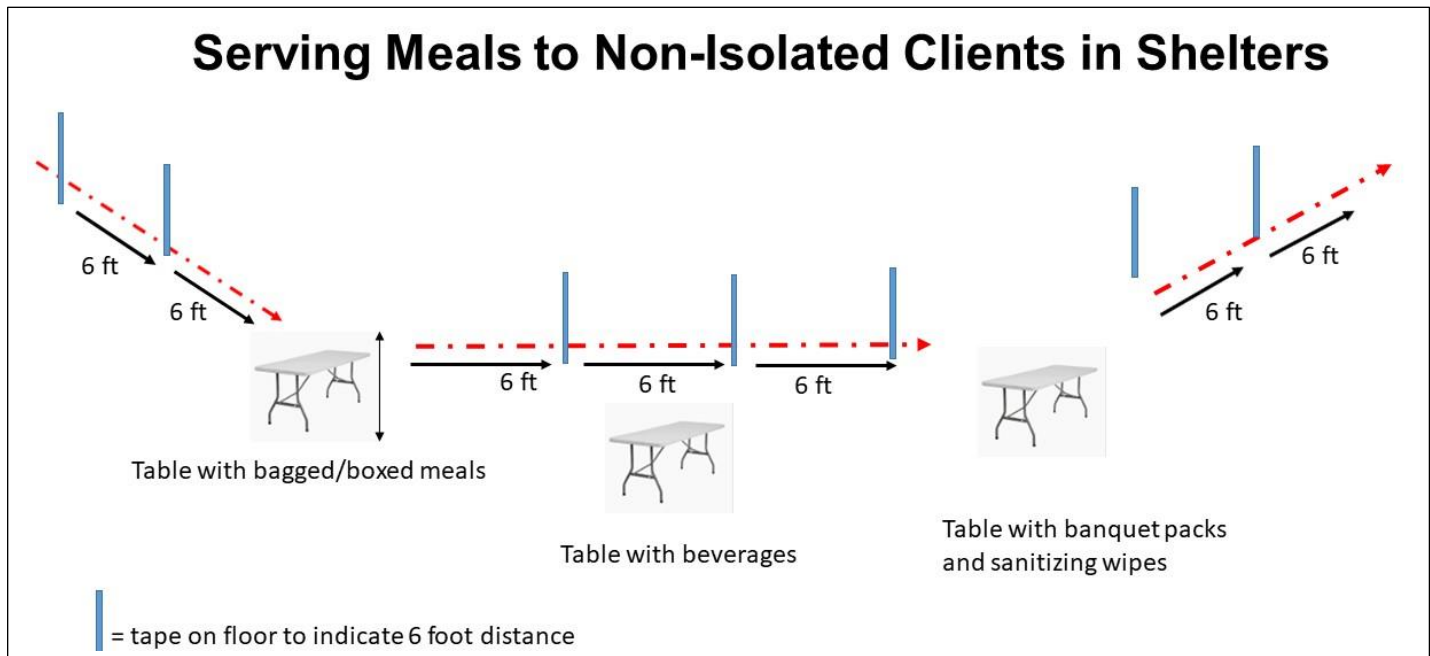 Serving Meals to Non-Isolated Clients in Shelters
6 ft
6 ft
6 ft
6 ft
6 ft
6 ft
6 ft
Table with bagged/boxed meals
Table with beverages
Table with banquet packs
and sanitizing wipes
= tape on floor to indicate 6 foot distance